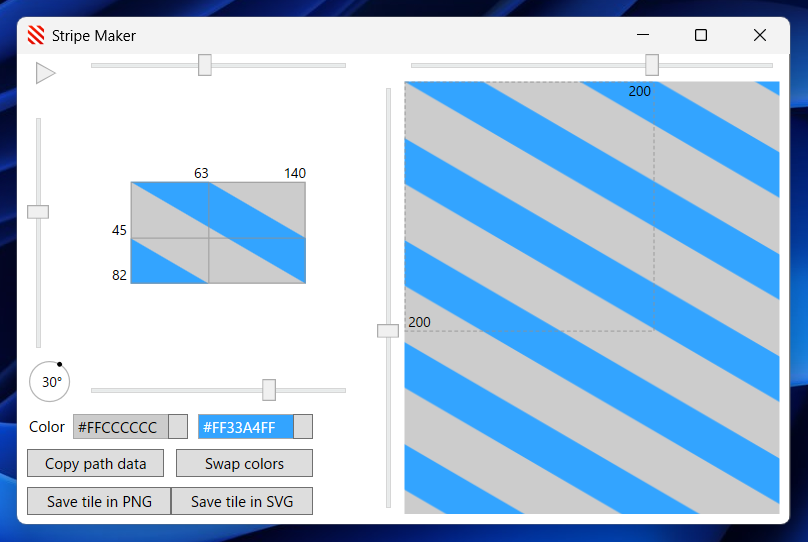 Stripe Maker
200
63 140
45
82
200
30°
Color #FFCCCCCC #FF33A4FF
Copy path data Swap colors
Save tile in PNG Save tile in SVG